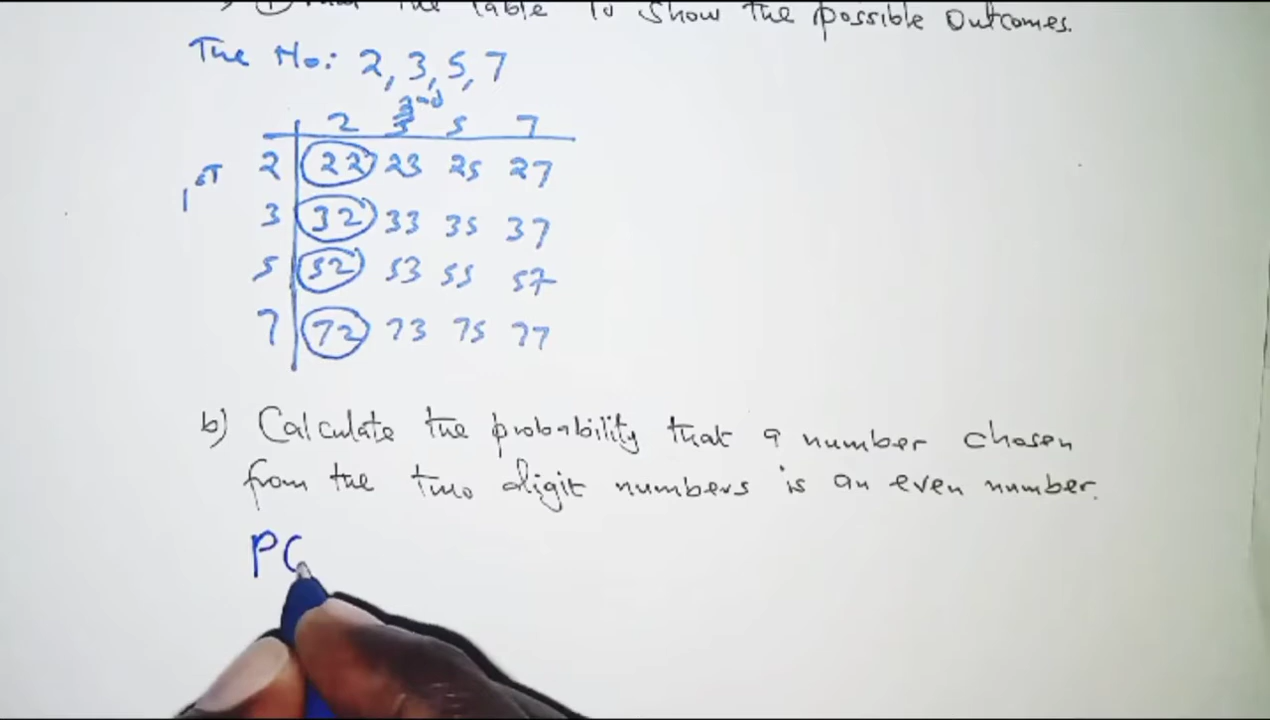 the Table To Show the possible Outcomes.
The No: 2, 3, 5, 7
2nd
2 3 5 7
1ST
2 22 23 25 27
3 32 33 35 37
5 52 53 55 57
7 72 73 75 77
b) Calculate the probability that a number chosen
from the two digit numbers is an even number.
P(